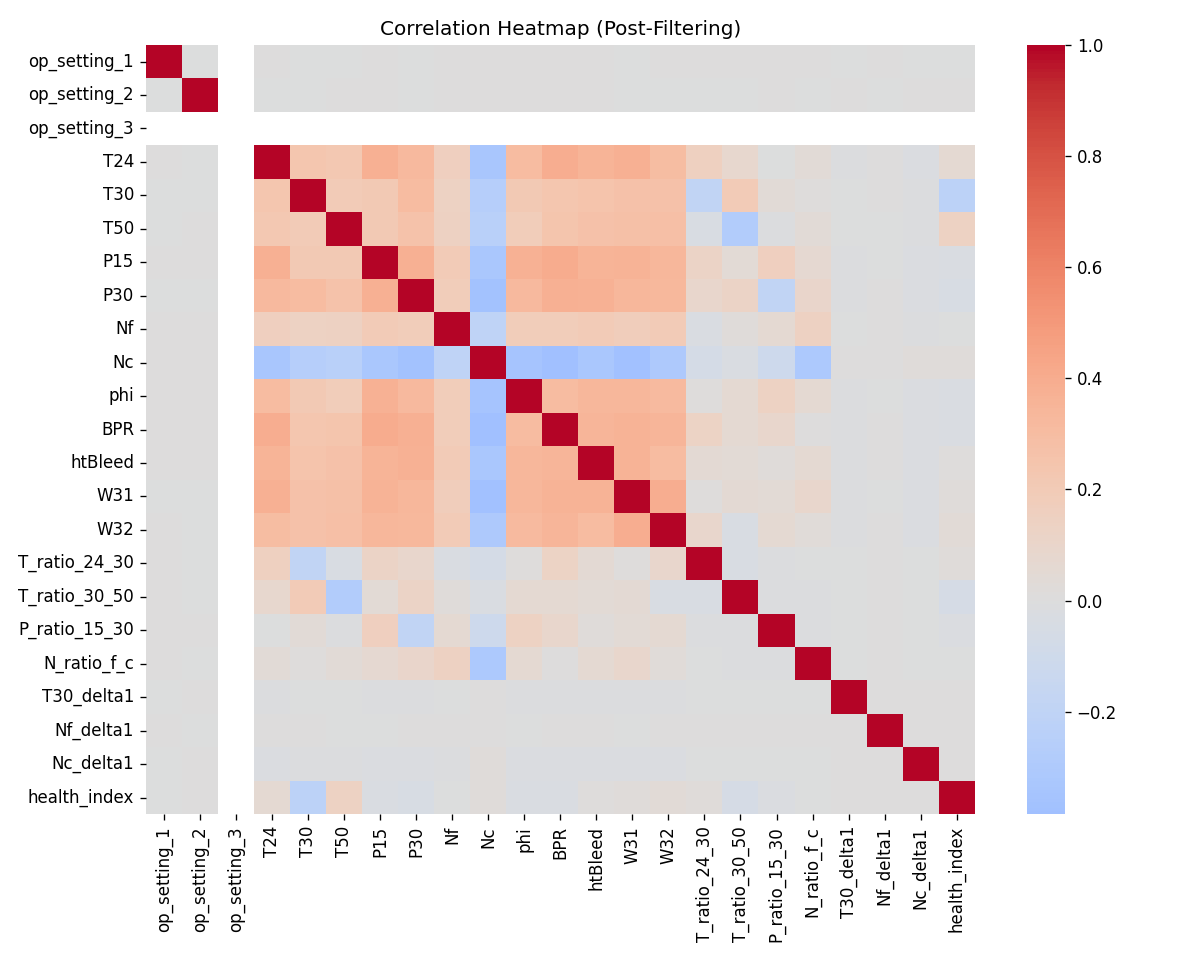 Correlation Heatmap (Post-Filtering)
op_setting_1
op_setting_2
op_setting_3
T24
T30
T50
P15
P30
Nf
Nc
phi
BPR
htBleed
W31
W32
T_ratio_24_30
T_ratio_30_50
P_ratio_15_30
N_ratio_f_c
T30_delta1
Nf_delta1
Nc_delta1
health_index
op_setting_1
op_setting_2
op_setting_3
T24
T30
T50
P15
P30
Nf
Nc
phi
BPR
htBleed
W31
W32
T_ratio_24_30
T_ratio_30_50
P_ratio_15_30
N_ratio_f_c
T30_delta1
Nf_delta1
Nc_delta1
health_index
1.0
0.8
0.6
0.4
0.2
0.0
−0.2